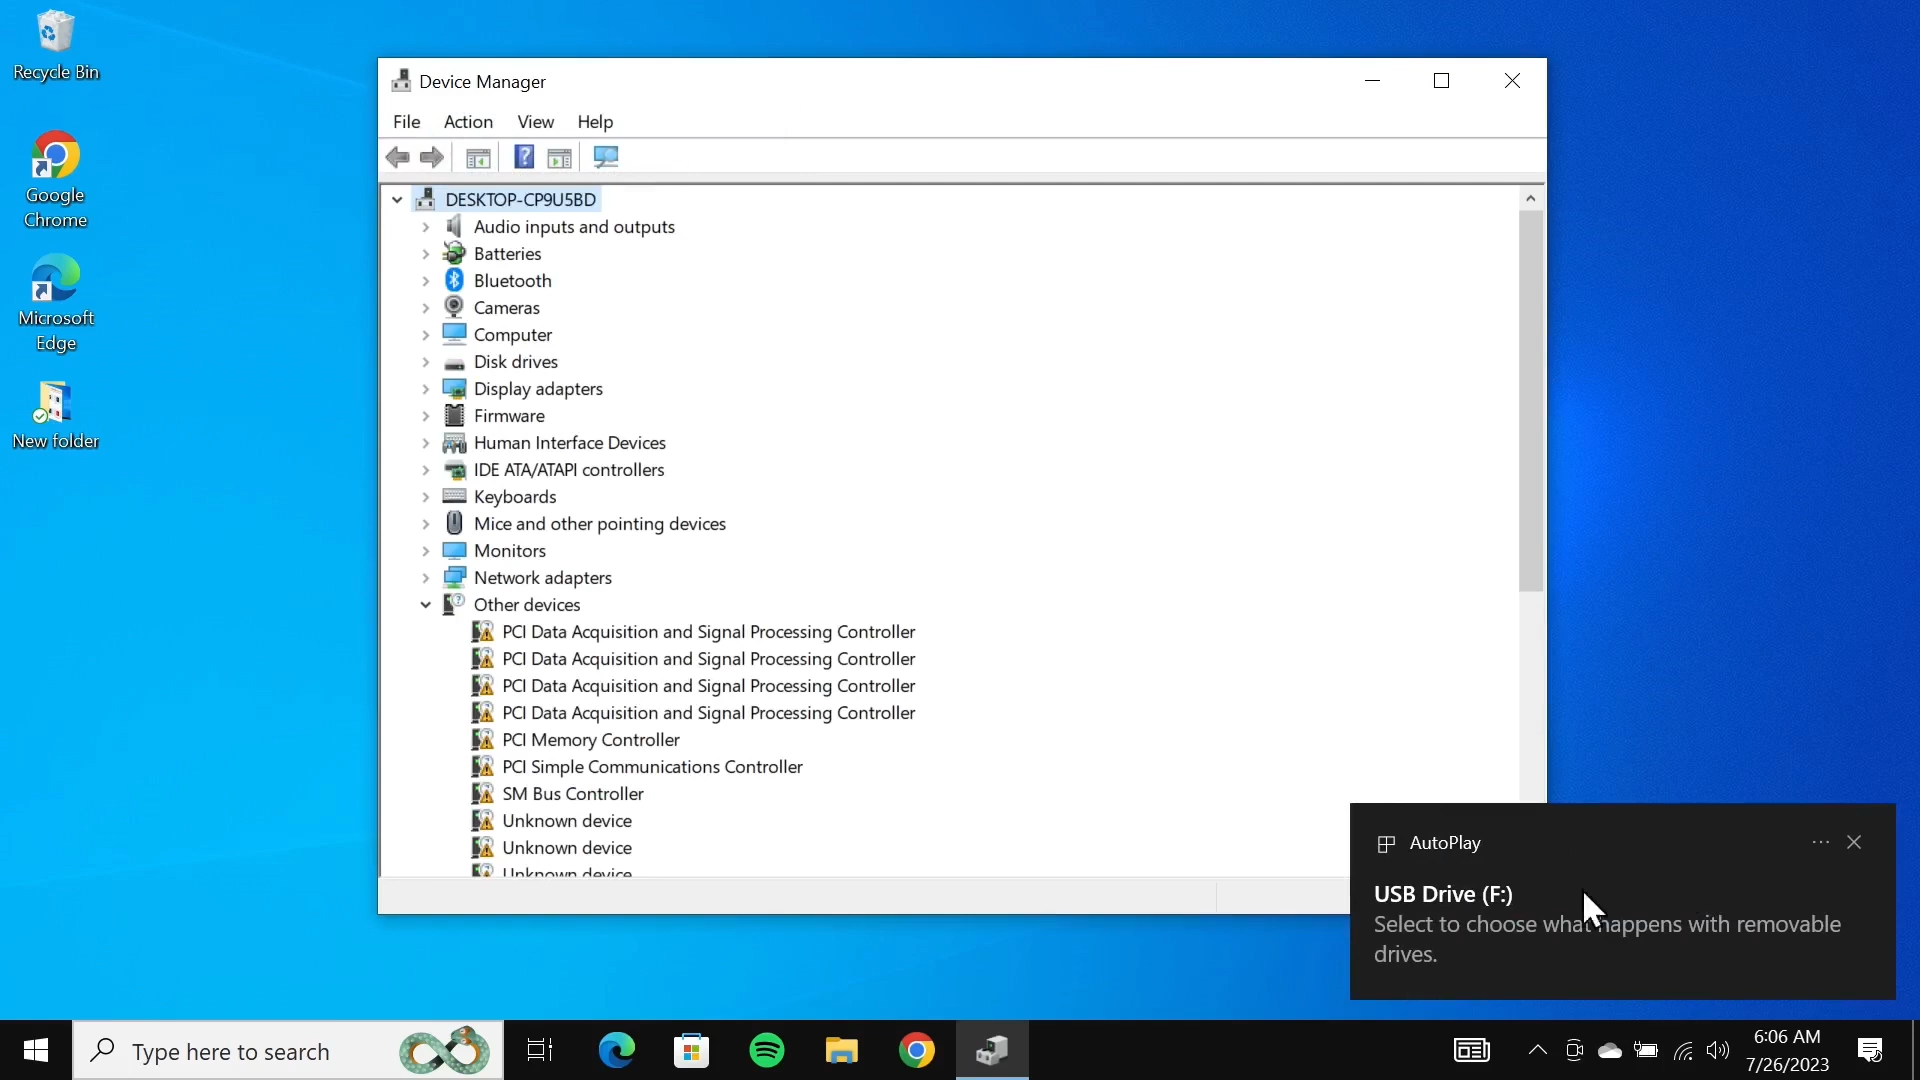 Recycle Bin
Google
Chrome
Microsoft
Edge
New folder
Device Manager
File Action View Help
DESKTOP-CP9U5BD
Audio inputs and outputs
Batteries
Bluetooth
Cameras
Computer
Disk drives
Display adapters
Firmware
Human Interface Devices
IDE ATA/ATAPI controllers
Keyboards
Mice and other pointing devices
Monitors
Network adapters
Other devices
PCI Data Acquisition and Signal Processing Controller
PCI Data Acquisition and Signal Processing Controller
PCI Data Acquisition and Signal Processing Controller
PCI Data Acquisition and Signal Processing Controller
PCI Memory Controller
PCI Simple Communications Controller
SM Bus Controller
Unknown device
Unknown device
Unknown device
AutoPlay
USB Drive (F:)
Select to choose what happens with removable
drives.
Type here to search
6:06 AM
7/26/2023